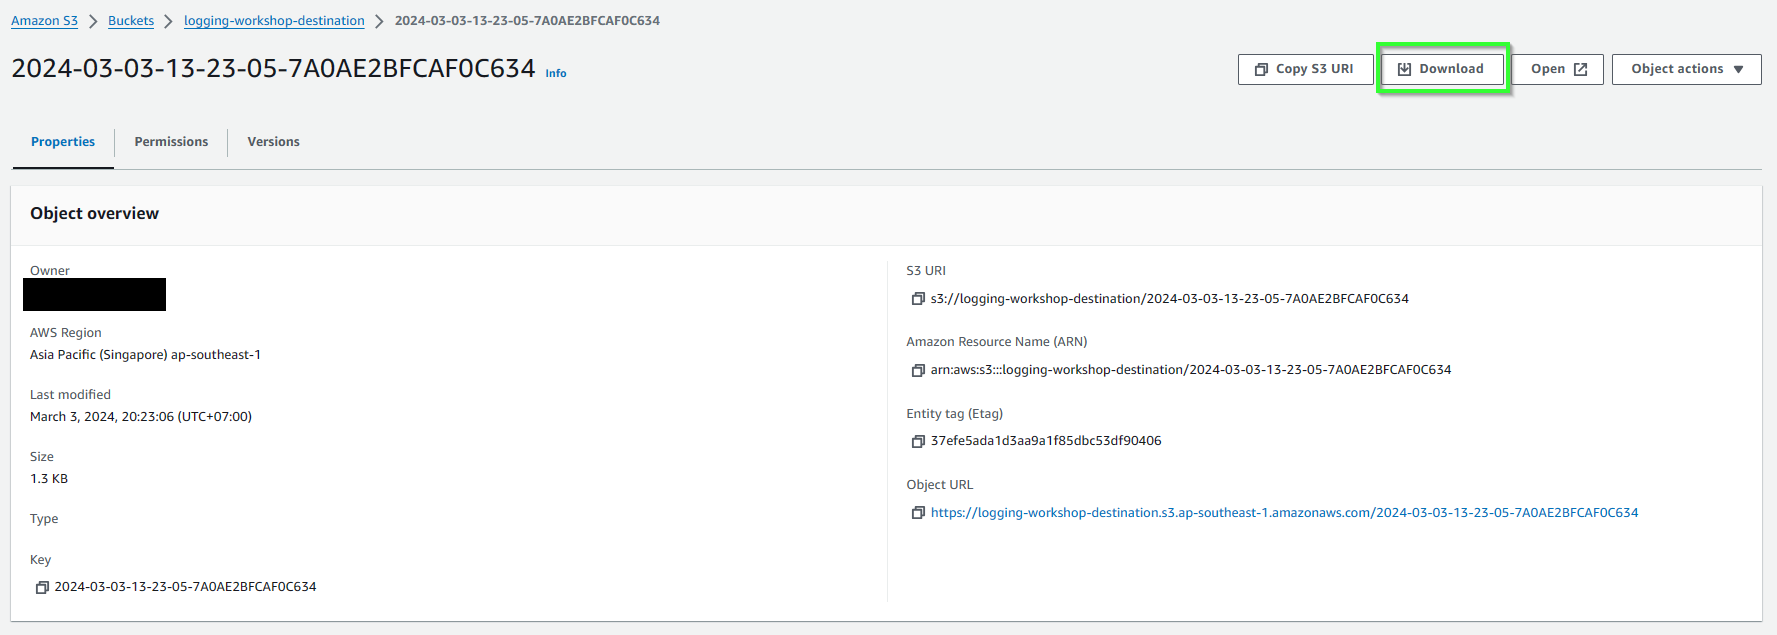 Amazon S3 > Buckets > logging-workshop-destination > 2024-03-03-13-23-05-7A0AE2BFCAF0C634
2024-03-03-13-23-05-7A0AE2BFCAF0C634 Info
Copy S3 URI Download Open Object actions
Properties Permissions Versions
Object overview
Owner
AWS Region
Asia Pacific (Singapore) ap-southeast-1
Last modified
March 3, 2024, 20:23:06 (UTC+07:00)
Size
1.3 KB
Type
Key
2024-03-03-13-23-05-7A0AE2BFCAF0C634
S3 URI
s3://logging-workshop-destination/2024-03-03-13-23-05-7A0AE2BFCAF0C634
Amazon Resource Name (ARN)
arn:aws:s3:::logging-workshop-destination/2024-03-03-13-23-05-7A0AE2BFCAF0C634
Entity tag (Etag)
37efe5ada1d3aa9a1f85dbc53df90406
Object URL
https://logging-workshop-destination.s3.ap-southeast-1.amazonaws.com/2024-03-03-13-23-05-7A0AE2BFCAF0C634